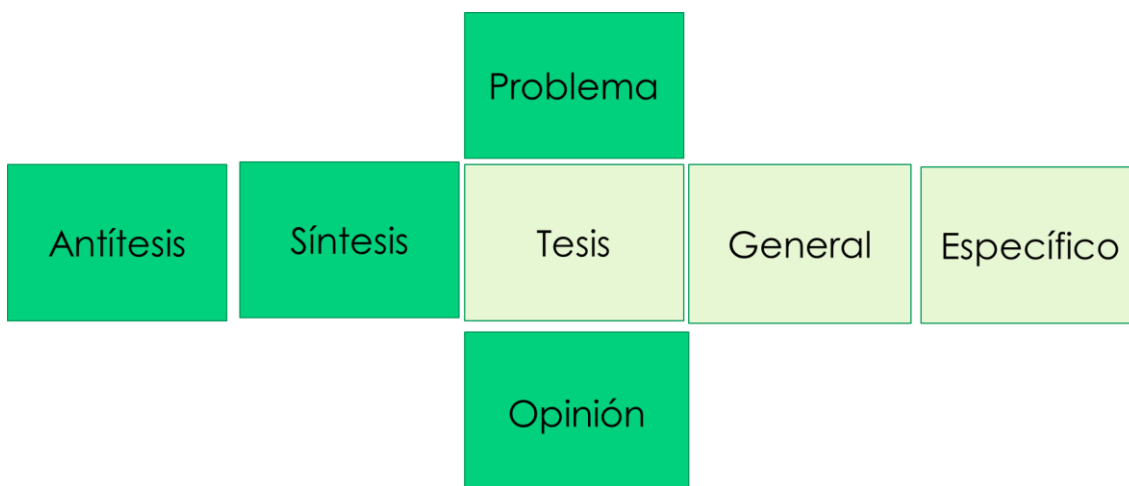 Problema
Antítesis
Síntesis
Tesis
General
Específico
Opinión